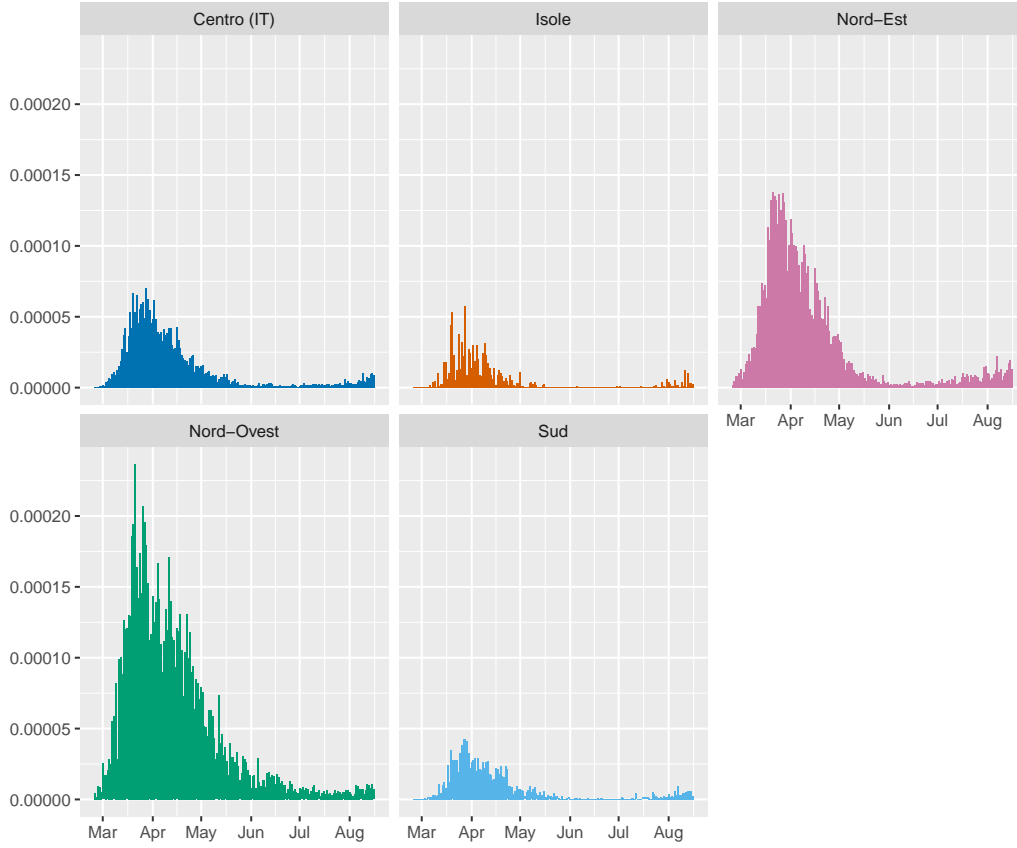 Centro (IT) Isole Nord−Est
0.00020
0.00015
0.00010
0.00005
0.00000
Mar Apr May Jun Jul Aug
Nord−Ovest Sud
0.00020
0.00015
0.00010
0.00005
0.00000
Mar Apr May Jun Jul Aug Mar Apr May Jun Jul Aug